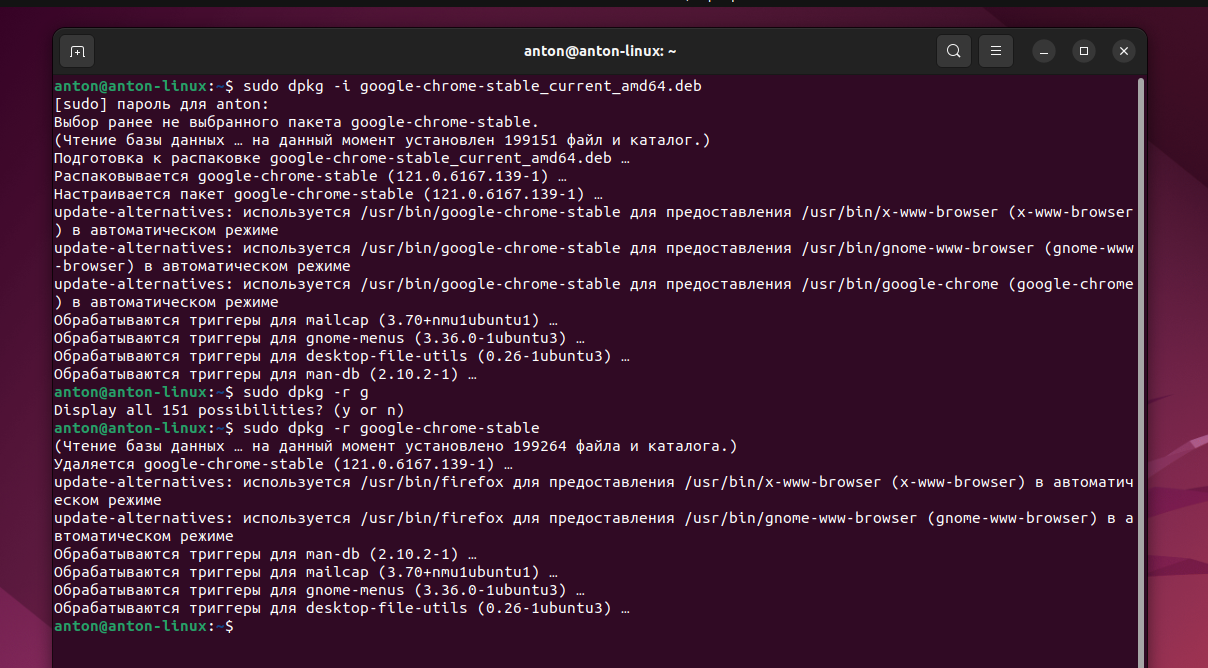 anton@anton-linux: ~
anton@anton-linux:~$ sudo dpkg -i google-chrome-stable_current_amd64.deb
[sudo] пароль для anton:
Выбор ранее не выбранного пакета google-chrome-stable.
(Чтение базы данных … на данный момент установлен 199151 файл и каталог.)
Подготовка к распаковке google-chrome-stable_current_amd64.deb …
Распаковывается google-chrome-stable (121.0.6167.139-1) …
Настраивается пакет google-chrome-stable (121.0.6167.139-1) …
update-alternatives: используется /usr/bin/google-chrome-stable для предоставления /usr/bin/x-www-browser (x-www-browser
) в автоматическом режиме
update-alternatives: используется /usr/bin/google-chrome-stable для предоставления /usr/bin/gnome-www-browser (gnome-www
-browser) в автоматическом режиме
update-alternatives: используется /usr/bin/google-chrome-stable для предоставления /usr/bin/google-chrome (google-chrome
) в автоматическом режиме
Обрабатываются триггеры для mailcap (3.70+nmu1ubuntu1) …
Обрабатываются триггеры для gnome-menus (3.36.0-1ubuntu3) …
Обрабатываются триггеры для desktop-file-utils (0.26-1ubuntu3) …
Обрабатываются триггеры для man-db (2.10.2-1) …
anton@anton-linux:~$ sudo dpkg -r g
Display all 151 possibilities? (y or n)
anton@anton-linux:~$ sudo dpkg -r google-chrome-stable
(Чтение базы данных … на данный момент установлено 199264 файла и каталога.)
Удаляется google-chrome-stable (121.0.6167.139-1) …
update-alternatives: используется /usr/bin/firefox для предоставления /usr/bin/x-www-browser (x-www-browser) в автоматич
еском режиме
update-alternatives: используется /usr/bin/firefox для предоставления /usr/bin/gnome-www-browser (gnome-www-browser) в а
втоматическом режиме
Обрабатываются триггеры для man-db (2.10.2-1) …
Обрабатываются триггеры для mailcap (3.70+nmu1ubuntu1) …
Обрабатываются триггеры для gnome-menus (3.36.0-1ubuntu3) …
Обрабатываются триггеры для desktop-file-utils (0.26-1ubuntu3) …
anton@anton-linux:~$